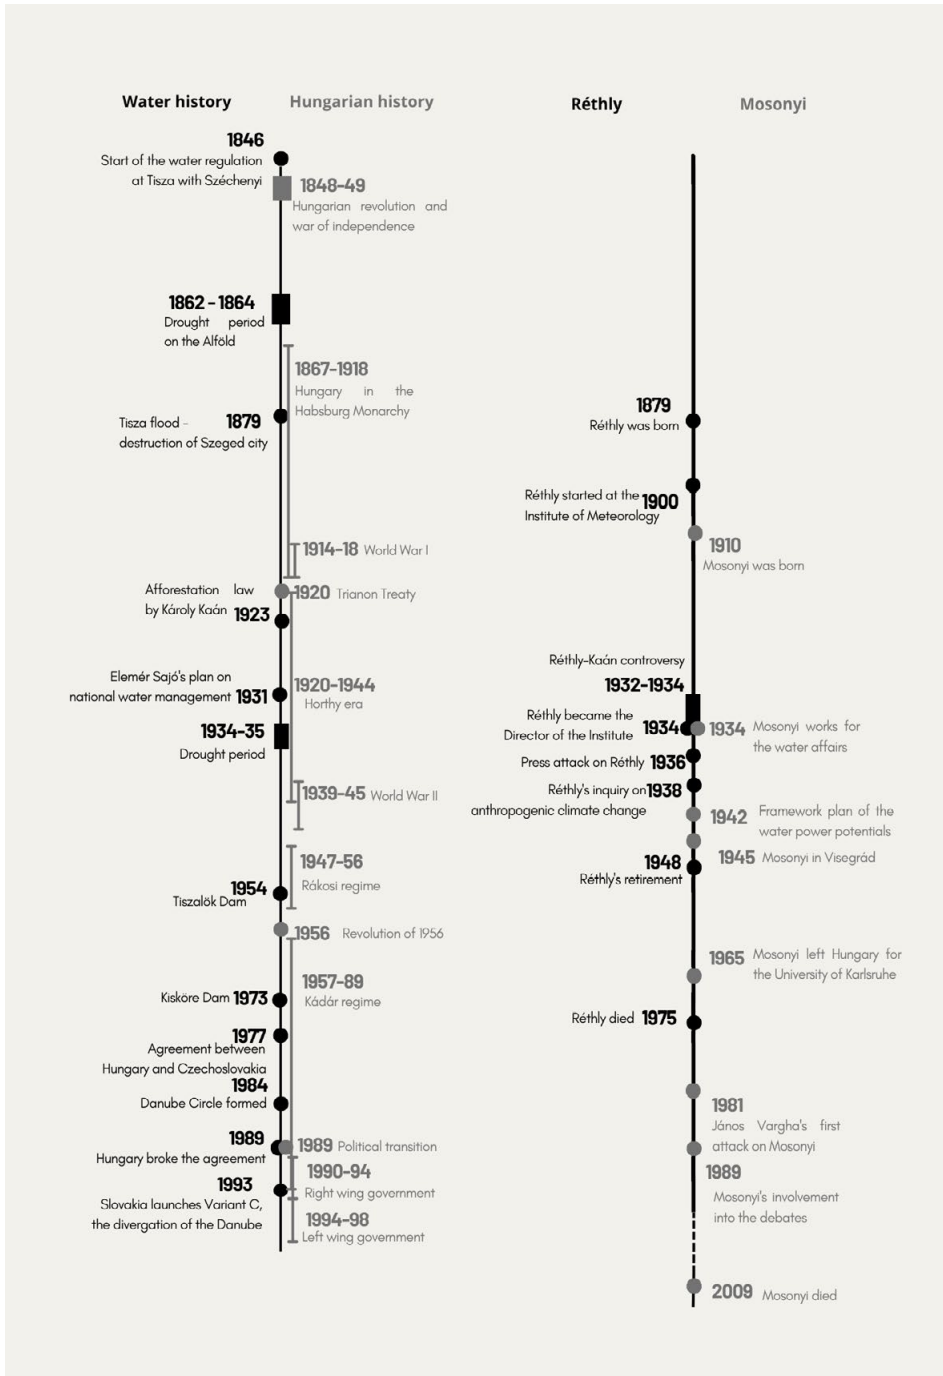 Water history
Hungarian history
1846
Start of the water regulation
at Tisza with Széchenyi
1848-49
Hungarian revolution and
war of independence
1862 - 1864
Drought period
on the Alföld
1867-1918
Hungary in the
Habsburg Monarchy
Tisza flood - 1879
destruction of Szeged city
1914-18 World War I
1920 Trianon Treaty
Afforestation law
by Károly Kaán 1923
Elemér Sajó's plan on
national water management 1931
1920-1944
Horthy era
1934-35
Drought period
1939-45 World War II
1947-56
Rákosi regime
1954
Tiszalök Dam
1956 Revolution of 1956
1957-89
Kádár regime
Kisköre Dam 1973
1977
Agreement between
Hungary and Czechoslovakia
1984
Danube Circle formed
1989
Hungary broke the agreement
1989 Political transition
1990-94
Right wing government
1993
Slovakia launches Variant C,
the divergation of the Danube
1994-98
Left wing government
Réthly
Mosonyi
1879
Réthly was born
Réthly started at the 1900
Institute of Meteorology
1910
Mosonyi was born
Réthly-Kaán controversy
1932-1934
Réthly became the 1934
Director of the Institute
1934 Mosonyi works for
the water affairs
Press attack on Réthly 1936
Réthly's inquiry on 1938
anthropogenic climate change
1942 Framework plan of the
water power potentials
1945 Mosonyi in Visegrád
1948
Réthly's retirement
1965 Mosonyi left Hungary for
the University of Karlsruhe
Réthly died 1975
1981
János Vargha's first
attack on Mosonyi
1989
Mosonyi's involvement
into the debates
2009 Mosonyi died